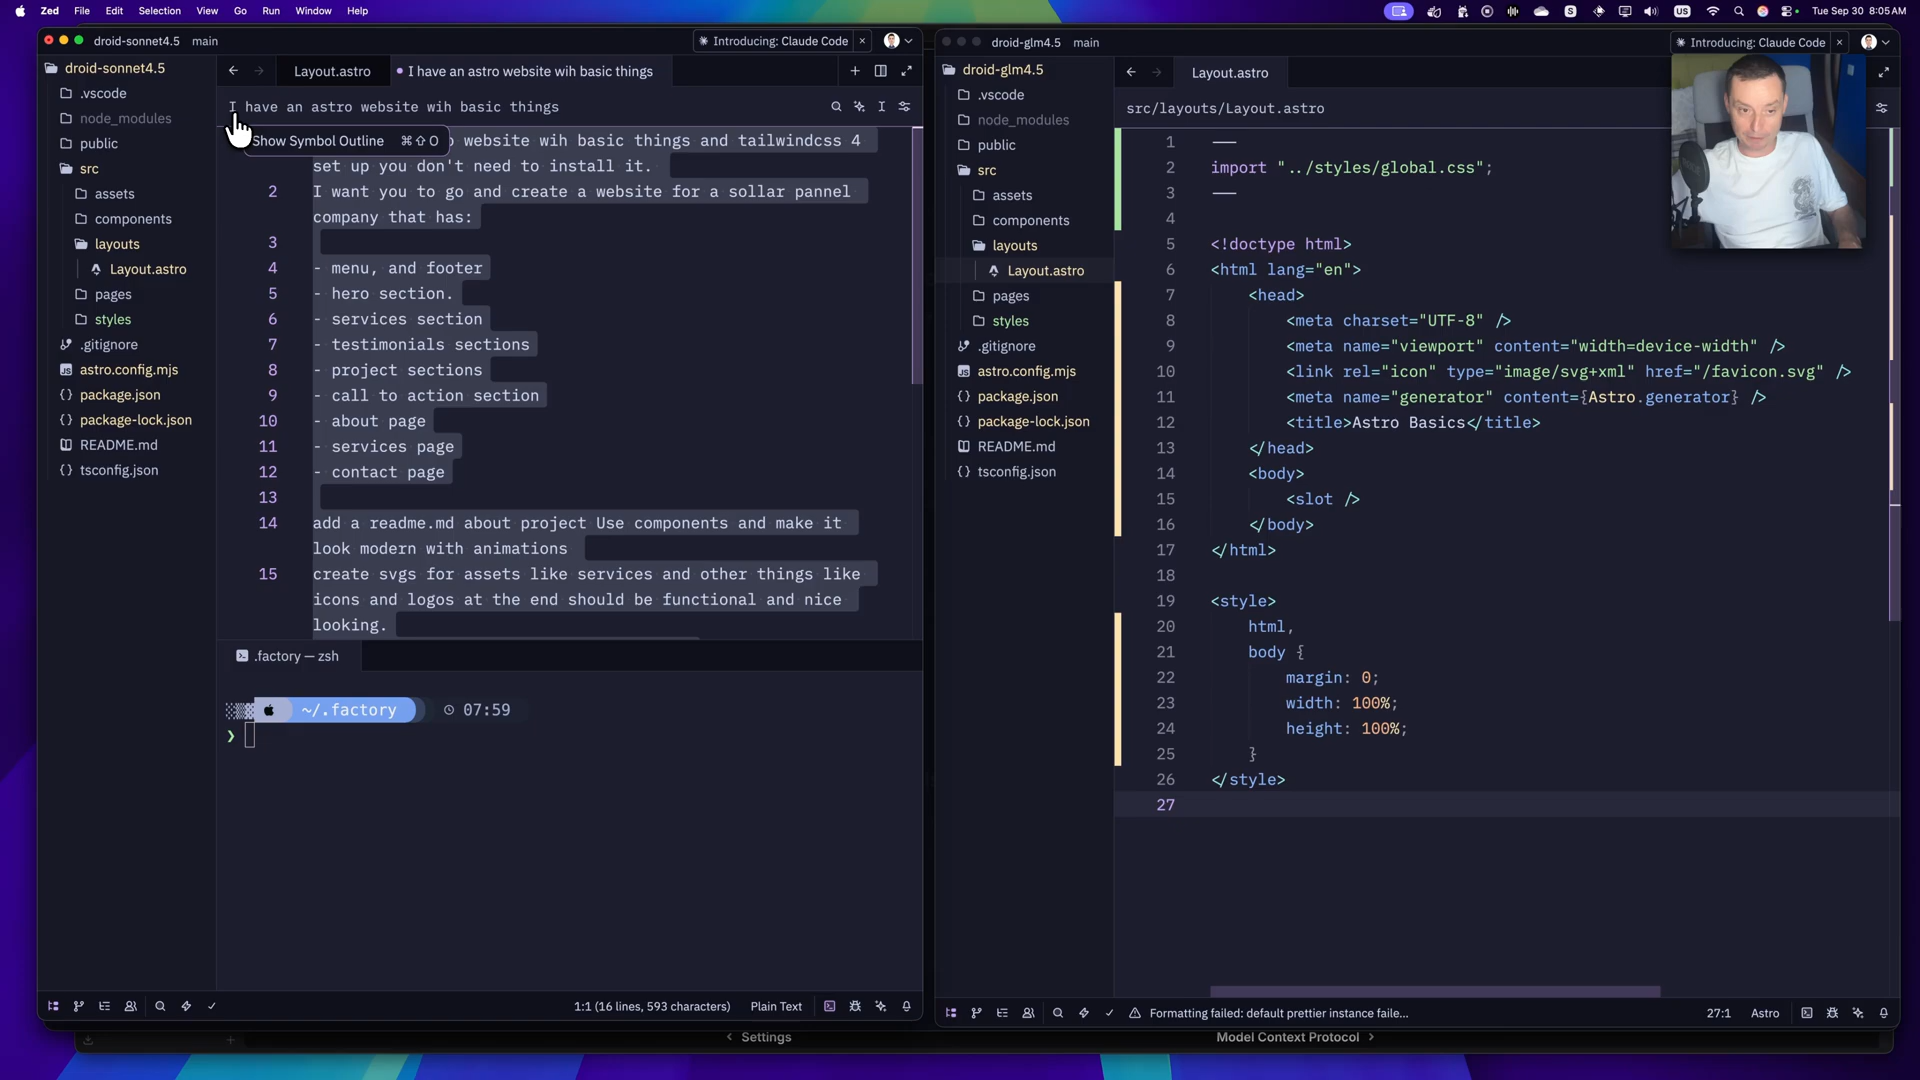 Zed File Edit Selection View Go Run Window Help
US
Tue Sep 30 8:05 AM
droid-sonnet4.5 main
Introducing: Claude Code
droid-sonnet4.5
.vscode
node_modules
public
src
assets
components
layouts
Layout.astro
pages
styles
.gitignore
astro.config.mjs
package.json
package-lock.json
README.md
tsconfig.json
Layout.astro
I have an astro website wih basic things
I have an astro website wih basic things
Show Symbol Outline ⌘⇧O
website wih basic things and tailwindcss 4
set up you don't need to install it.
2 I want you to go and create a website for a sollar pannel
company that has:
3
4 - menu, and footer
5 - hero section.
6 - services section
7 - testimonials sections
8 - project sections
9 - call to action section
10 - about page
11 - services page
12 - contact page
13
14 add a readme.md about project Use components and make it
look modern with animations
15 create svgs for assets like services and other things like
icons and logos at the end should be functional and nice
looking.
.factory — zsh
~/.factory 07:59
❯
1:1 (16 lines, 593 characters) Plain Text
droid-glm4.5 main
Introducing: Claude Code
droid-glm4.5
.vscode
node_modules
public
src
assets
components
layouts
Layout.astro
pages
styles
.gitignore
astro.config.mjs
package.json
package-lock.json
README.md
tsconfig.json
Layout.astro
src/layouts/Layout.astro
1 ---
2 import "../styles/global.css";
3 ---
4
5 <!doctype html>
6 <html lang="en">
7 <head>
8 <meta charset="UTF-8" />
9 <meta name="viewport" content="width=device-width" />
10 <link rel="icon" type="image/svg+xml" href="/favicon.svg" />
11 <meta name="generator" content={Astro.generator} />
12 <title>Astro Basics</title>
13 </head>
14 <body>
15 <slot />
16 </body>
17 </html>
18
19 <style>
20 html,
21 body {
22 margin: 0;
23 width: 100%;
24 height: 100%;
25 }
26 </style>
27
Formatting failed: default prettier instance faile...
27:1 Astro
Settings
Model Context Protocol